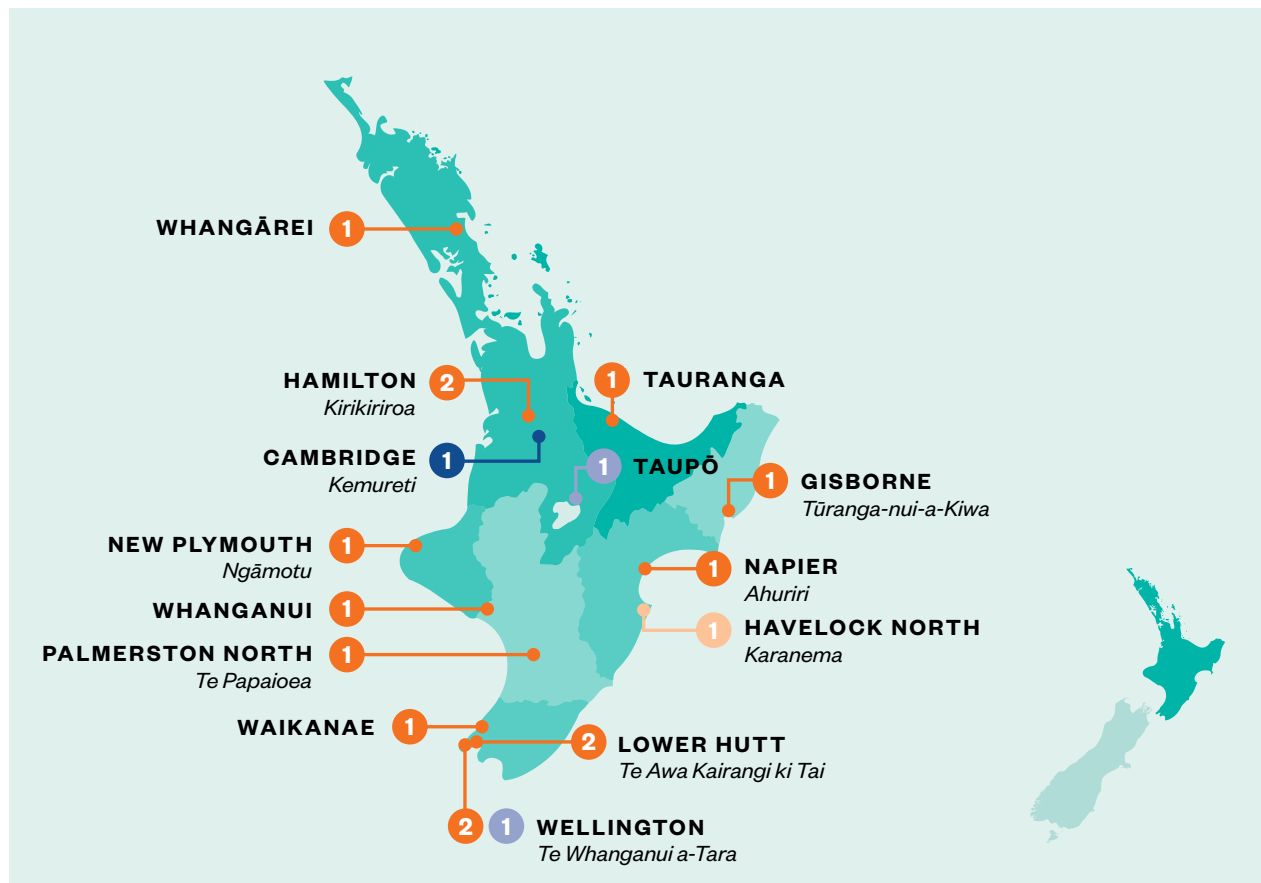 WHANGĀREI 1
HAMILTON 2
Kirikiriroa
1 TAURANGA
CAMBRIDGE 1
Kemureti
1 TAUPŌ
1 GISBORNE
Tūranga-nui-a-Kiwa
NEW PLYMOUTH 1
Ngāmotu
1 NAPIER
Ahuriri
WHANGANUI 1
1 HAVELOCK NORTH
Karanema
PALMERSTON NORTH 1
Te Papaioea
WAIKANAE 1
2 LOWER HUTT
Te Awa Kairangi ki Tai
2 1 WELLINGTON
Te Whanganui a-Tara